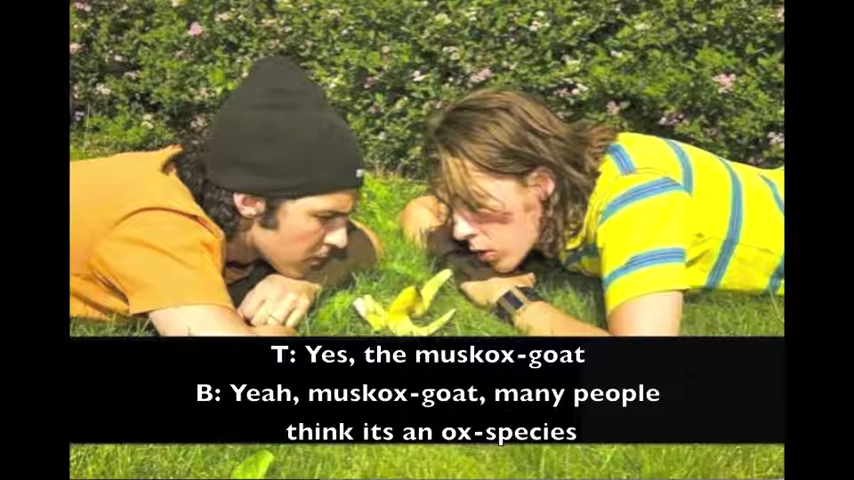 T: Yes, the muskox-goat
B: Yeah, muskox-goat, many people
think its an ox-species